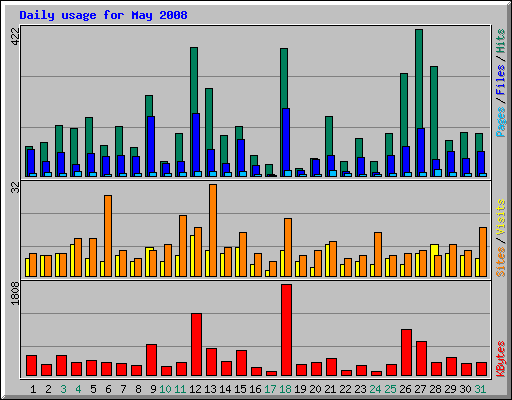 Daily usage for May 2008
422
Pages / Files / Hits
32
Sites / Visits
1808
KBytes
1 2 3 4 5 6 7 8 9 10 11 12 13 14 15 16 17 18 19 20 21 22 23 24 25 26 27 28 29 30 31